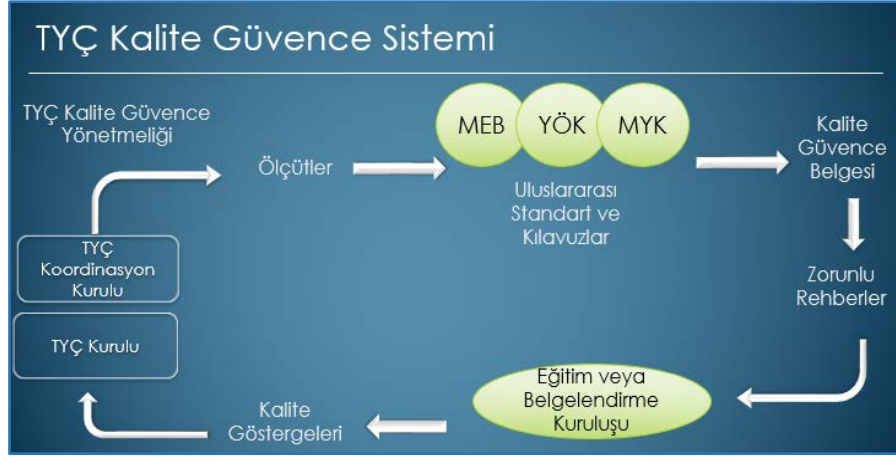 TYÇ Kalite Güvence Sistemi
TYÇ Kalite Güvence
Yönetmeliği
Ölçütler
MEB
YÖK
MYK
Uluslararası
Standart ve
Kılavuzlar
Kalite
Güvence
Belgesi
Zorunlu
Rehberler
Eğitim veya
Belgelendirme
Kuruluşu
Kalite
Göstergeleri
TYÇ Kurulu
TYÇ
Koordinasyon
Kurulu